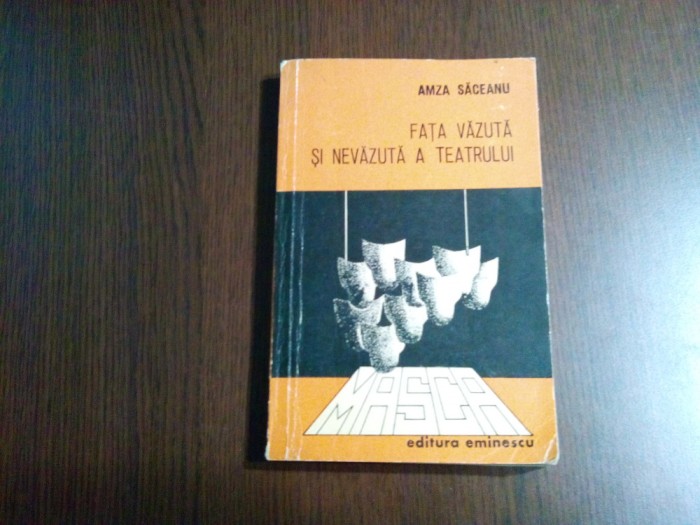 AMZA SĂCEANU
FAȚA VĂZUTĂ
ȘI NEVĂZUTĂ A TEATRULUI
MASCA
editura eminescu